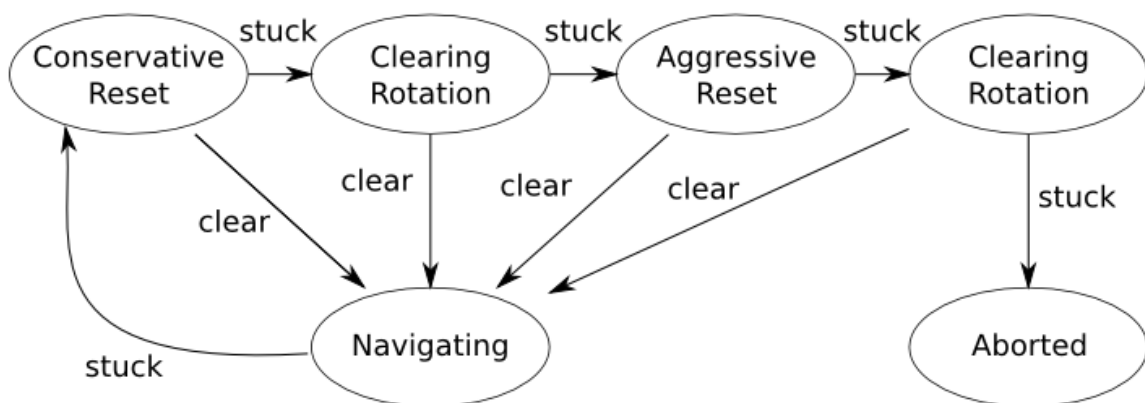 stuck
stuck
stuck
Conservative
Reset
Clearing
Rotation
Aggressive
Reset
Clearing
Rotation
clear
clear
clear
clear
stuck
Navigating
Aborted
stuck